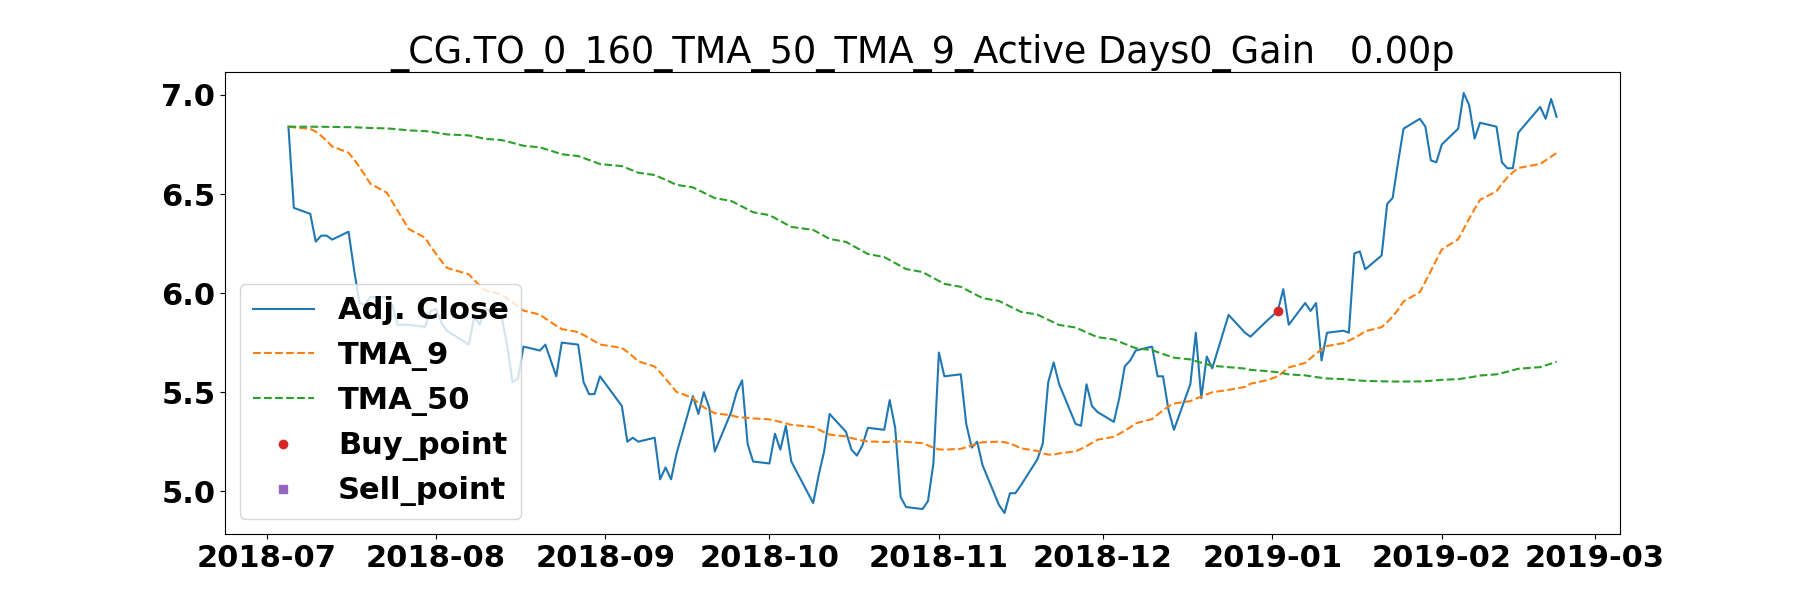 _CG.TO_0_160_TMA_50_TMA_9_Active Days0_Gain   0.00p
7.0
6.5
6.0
5.5
5.0
Adj. Close
TMA_9
TMA_50
Buy_point
Sell_point
2018-07 2018-08 2018-09 2018-10 2018-11 2018-12 2019-01 2019-02 2019-03